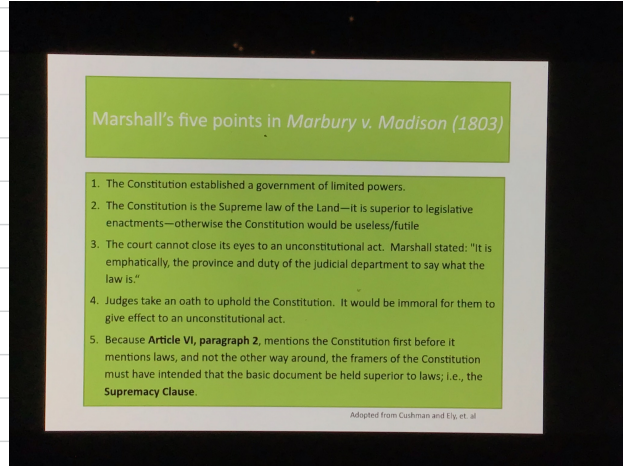 Marshall's five points in Marbury v. Madison (1803)
1. The Constitution established a government of limited powers.
2. The Constitution is the Supreme law of the Land—it is superior to legislative
enactments—otherwise the Constitution would be useless/futile
3. The court cannot close its eyes to an unconstitutional act. Marshall stated: "It is
emphatically, the province and duty of the judicial department to say what the
law is."
4. Judges take an oath to uphold the Constitution. It would be immoral for them to
give effect to an unconstitutional act.
5. Because Article VI, paragraph 2, mentions the Constitution first before it
mentions laws, and not the other way around, the framers of the Constitution
must have intended that the basic document be held superior to laws; i.e., the
Supremacy Clause.
Adopted from Cushman and Ely, et. al